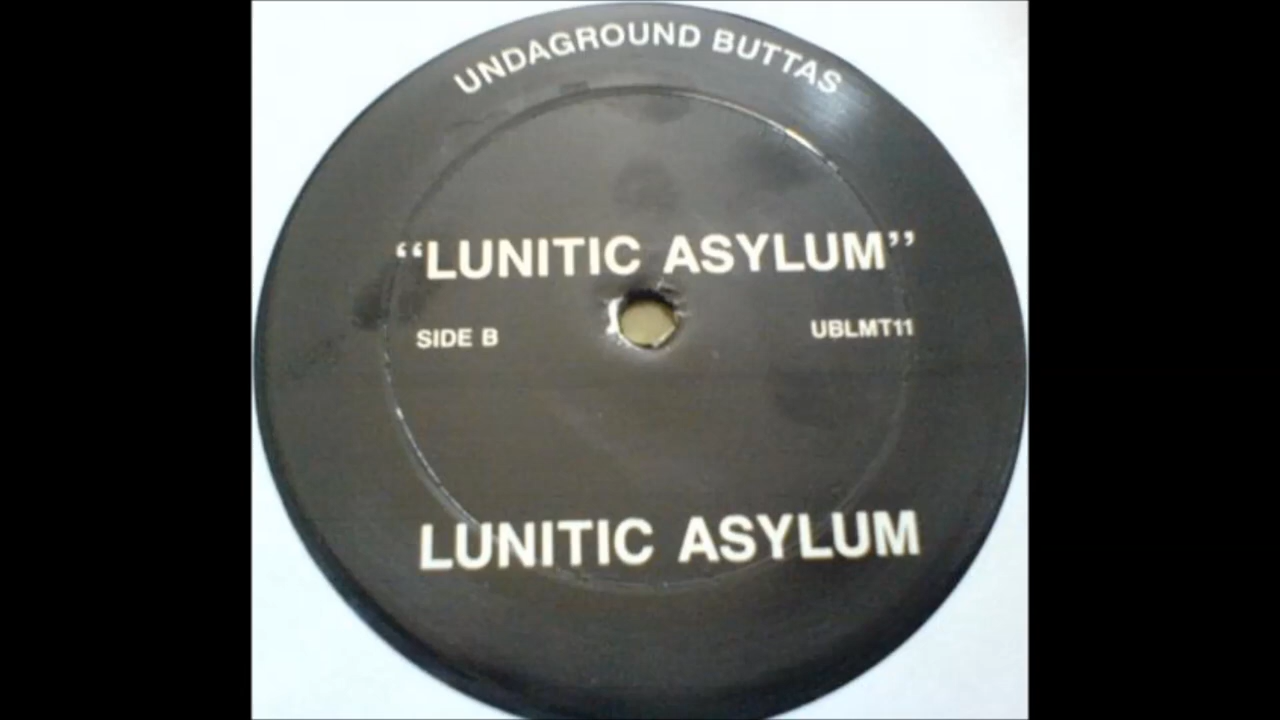 UNDAGROUND BUTTAS
“LUNITIC ASYLUM”
SIDE B UBLMT11
LUNITIC ASYLUM